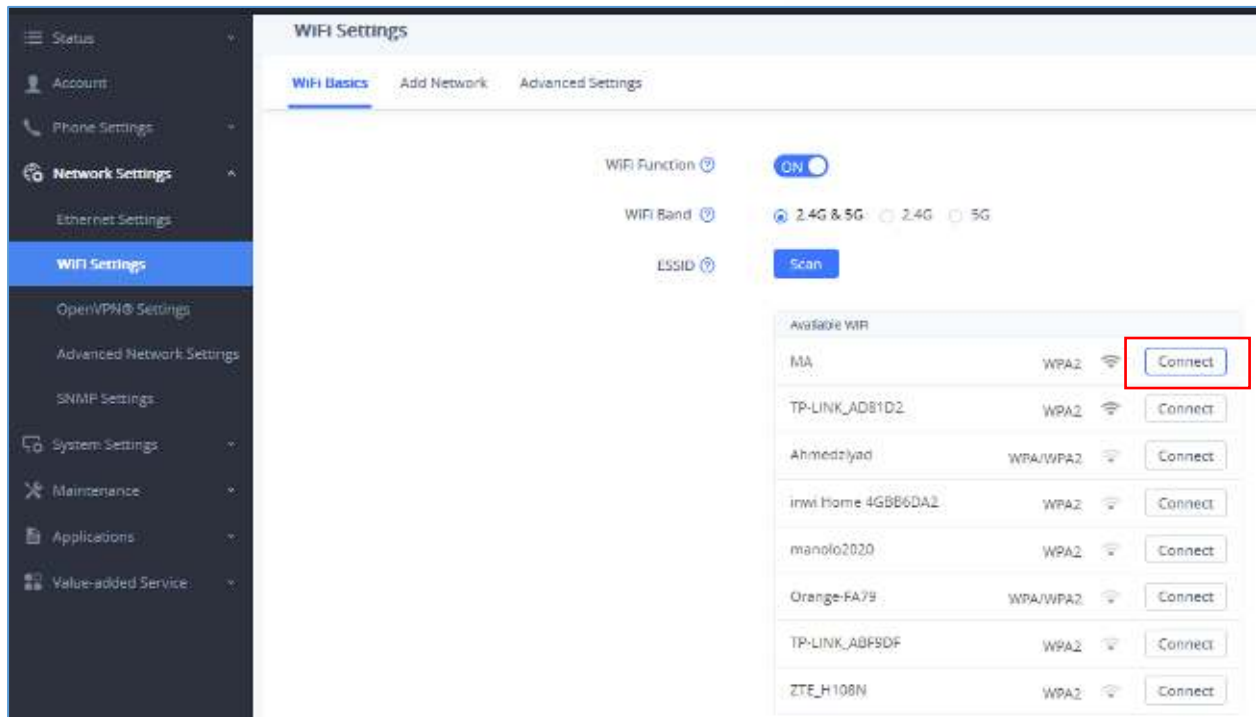 Status
Account
Phone Settings
Network Settings
Ethernet Settings
WiFi Settings
OpenVPN® Settings
Advanced Network Settings
SNMP Settings
System Settings
Maintenance
Applications
Value-added Service
WiFi Settings
WiFi Basics Add Network Advanced Settings
WiFi Function ? ON
WiFi Band ? 2.4G & 5G 2.4G 5G
ESSID ? Scan
Available WiFi
MA WPA2 Connect
TP-LINK_AD81D2 WPA2 Connect
Ahmedziyad WPA/WPA2 Connect
inwi Home 4GBB6DA2 WPA2 Connect
manolo2020 WPA2 Connect
Orange-FA79 WPA/WPA2 Connect
TP-LINK_ABF9DF WPA2 Connect
ZTE_H108N WPA2 Connect